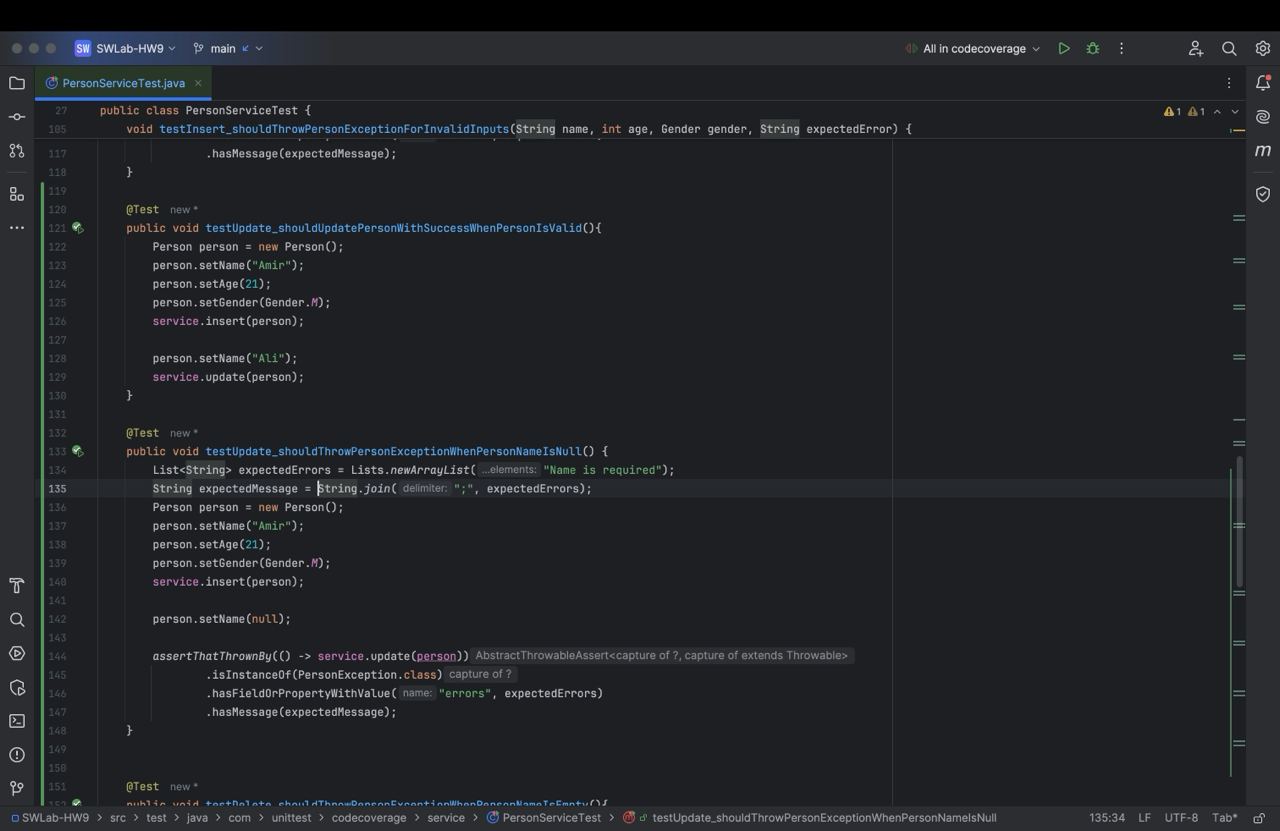 SW SWLab-HW9 main All in codecoverage
PersonServiceTest.java
27 public class PersonServiceTest { 1 1
105 void testInsert_shouldThrowPersonExceptionForInvalidInputs(String name, int age, Gender gender, String expectedError) {
117 .hasMessage(expectedMessage);
118 }
119
120 @Test new *
121 public void testUpdate_shouldUpdatePersonWithSuccessWhenPersonIsValid(){
122 Person person = new Person();
123 person.setName("Amir");
124 person.setAge(21);
125 person.setGender(Gender.M);
126 service.insert(person);
127
128 person.setName("Ali");
129 service.update(person);
130 }
131
132 @Test new *
133 public void testUpdate_shouldThrowPersonExceptionWhenPersonNameIsNull() {
134 List<String> expectedErrors = Lists.newArrayList( ...elements: "Name is required");
135 String expectedMessage = String.join( delimiter: ";", expectedErrors);
136 Person person = new Person();
137 person.setName("Amir");
138 person.setAge(21);
139 person.setGender(Gender.M);
140 service.insert(person);
141
142 person.setName(null);
143
144 assertThatThrownBy(() -> service.update(person)) AbstractThrowableAssert<capture of ?, capture of extends Throwable>
145 .isInstanceOf(PersonException.class) capture of ?
146 .hasFieldOrPropertyWithValue( name: "errors", expectedErrors)
147 .hasMessage(expectedMessage);
148 }
149
150
151 @Test new *
152 public void testDelete_shouldThrowPersonExceptionWhenPersonNameIsEmpty(){
SWLab-HW9 > src > test > java > com > unittest > codecoverage > service > PersonServiceTest > testUpdate_shouldThrowPersonExceptionWhenPersonNameIsNull 135:34 LF UTF-8 Tab*